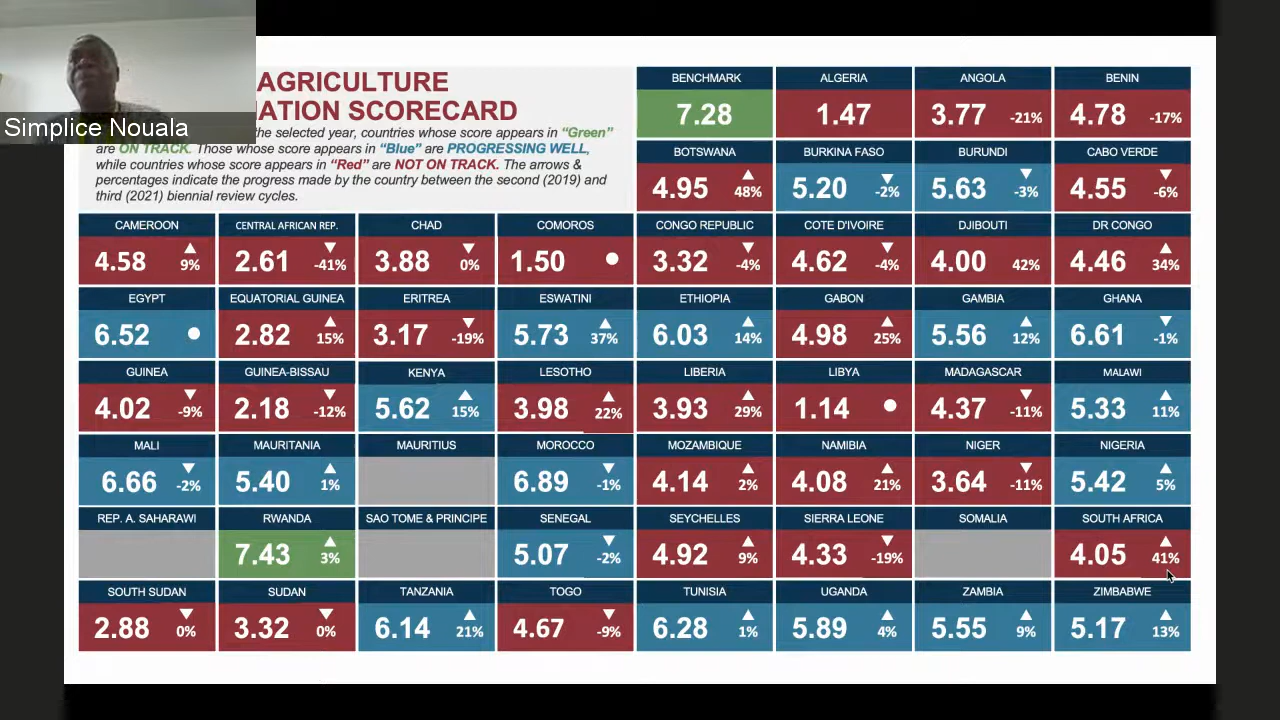 Simplice Nouala
AGRICULTURE
ATION SCORECARD
the selected year, countries whose score appears in “Green”
are ON TRACK. Those whose score appears in “Blue” are PROGRESSING WELL,
while countries whose score appears in “Red” are NOT ON TRACK. The arrows &
percentages indicate the progress made by the country between the second (2019) and
third (2021) biennial review cycles.
BENCHMARK ALGERIA ANGOLA BENIN
7.28 1.47 3.77 -21% 4.78 -17%
BOTSWANA BURKINA FASO BURUNDI CABO VERDE
4.95 48% 5.20 -2% 5.63 -3% 4.55 -6%
CAMEROON CENTRAL AFRICAN REP. CHAD COMOROS CONGO REPUBLIC COTE D'IVOIRE DJIBOUTI DR CONGO
4.58 9% 2.61 -41% 3.88 0% 1.50 3.32 -4% 4.62 -4% 4.00 42% 4.46 34%
EGYPT EQUATORIAL GUINEA ERITREA ESWATINI ETHIOPIA GABON GAMBIA GHANA
6.52 2.82 15% 3.17 -19% 5.73 37% 6.03 14% 4.98 25% 5.56 12% 6.61 -1%
GUINEA GUINEA-BISSAU KENYA LESOTHO LIBERIA LIBYA MADAGASCAR MALAWI
4.02 -9% 2.18 -12% 5.62 15% 3.98 22% 3.93 29% 1.14 4.37 -11% 5.33 11%
MALI MAURITANIA MAURITIUS MOROCCO MOZAMBIQUE NAMIBIA NIGER NIGERIA
6.66 -2% 5.40 1% 6.89 -1% 4.14 2% 4.08 21% 3.64 -11% 5.42 5%
REP. A. SAHARAWI RWANDA SAO TOME & PRINCIPE SENEGAL SEYCHELLES SIERRA LEONE SOMALIA SOUTH AFRICA
7.43 3% 5.07 -2% 4.92 9% 4.33 -19% 4.05 41%
SOUTH SUDAN SUDAN TANZANIA TOGO TUNISIA UGANDA ZAMBIA ZIMBABWE
2.88 0% 3.32 0% 6.14 21% 4.67 -9% 6.28 1% 5.89 4% 5.55 9% 5.17 13%